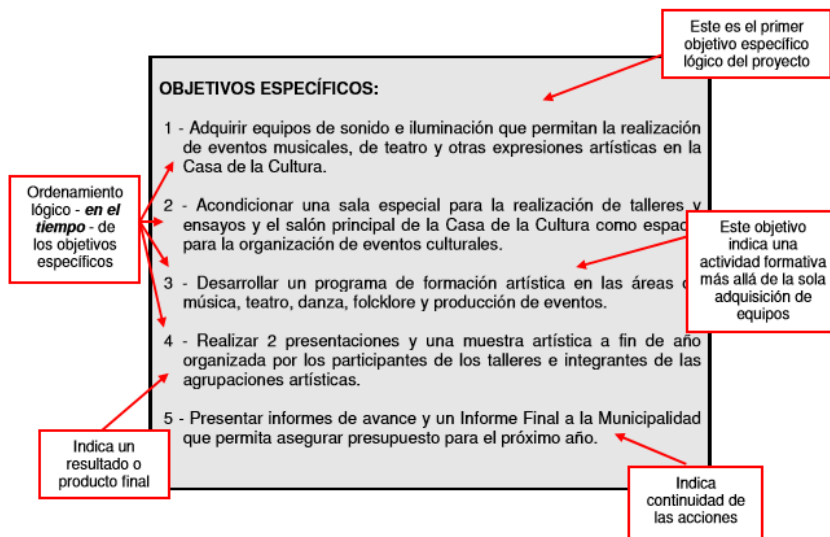 Este es el primer
objetivo específico
lógico del proyecto
OBJETIVOS ESPECÍFICOS:
1 - Adquirir equipos de sonido e iluminación que permitan la realización
de eventos musicales, de teatro y otras expresiones artísticas en la
Casa de la Cultura.
Ordenamiento
lógico - en el
tiempo - de
los objetivos
específicos
2 - Acondicionar una sala especial para la realización de talleres y
ensayos y el salón principal de la Casa de la Cultura como espacio
para la organización de eventos culturales.
Este objetivo
indica una
actividad formativa
más allá de la sola
adquisición de
equipos
3 - Desarrollar un programa de formación artística en las áreas
música, teatro, danza, folcklore y producción de eventos.
4 - Realizar 2 presentaciones y una muestra artística a fin de año
organizada por los participantes de los talleres e integrantes de las
agrupaciones artísticas.
5 - Presentar informes de avance y un Informe Final a la Municipalidad
que permita asegurar presupuesto para el próximo año.
Indica un
resultado o
producto final
Indica
continuidad de
las acciones